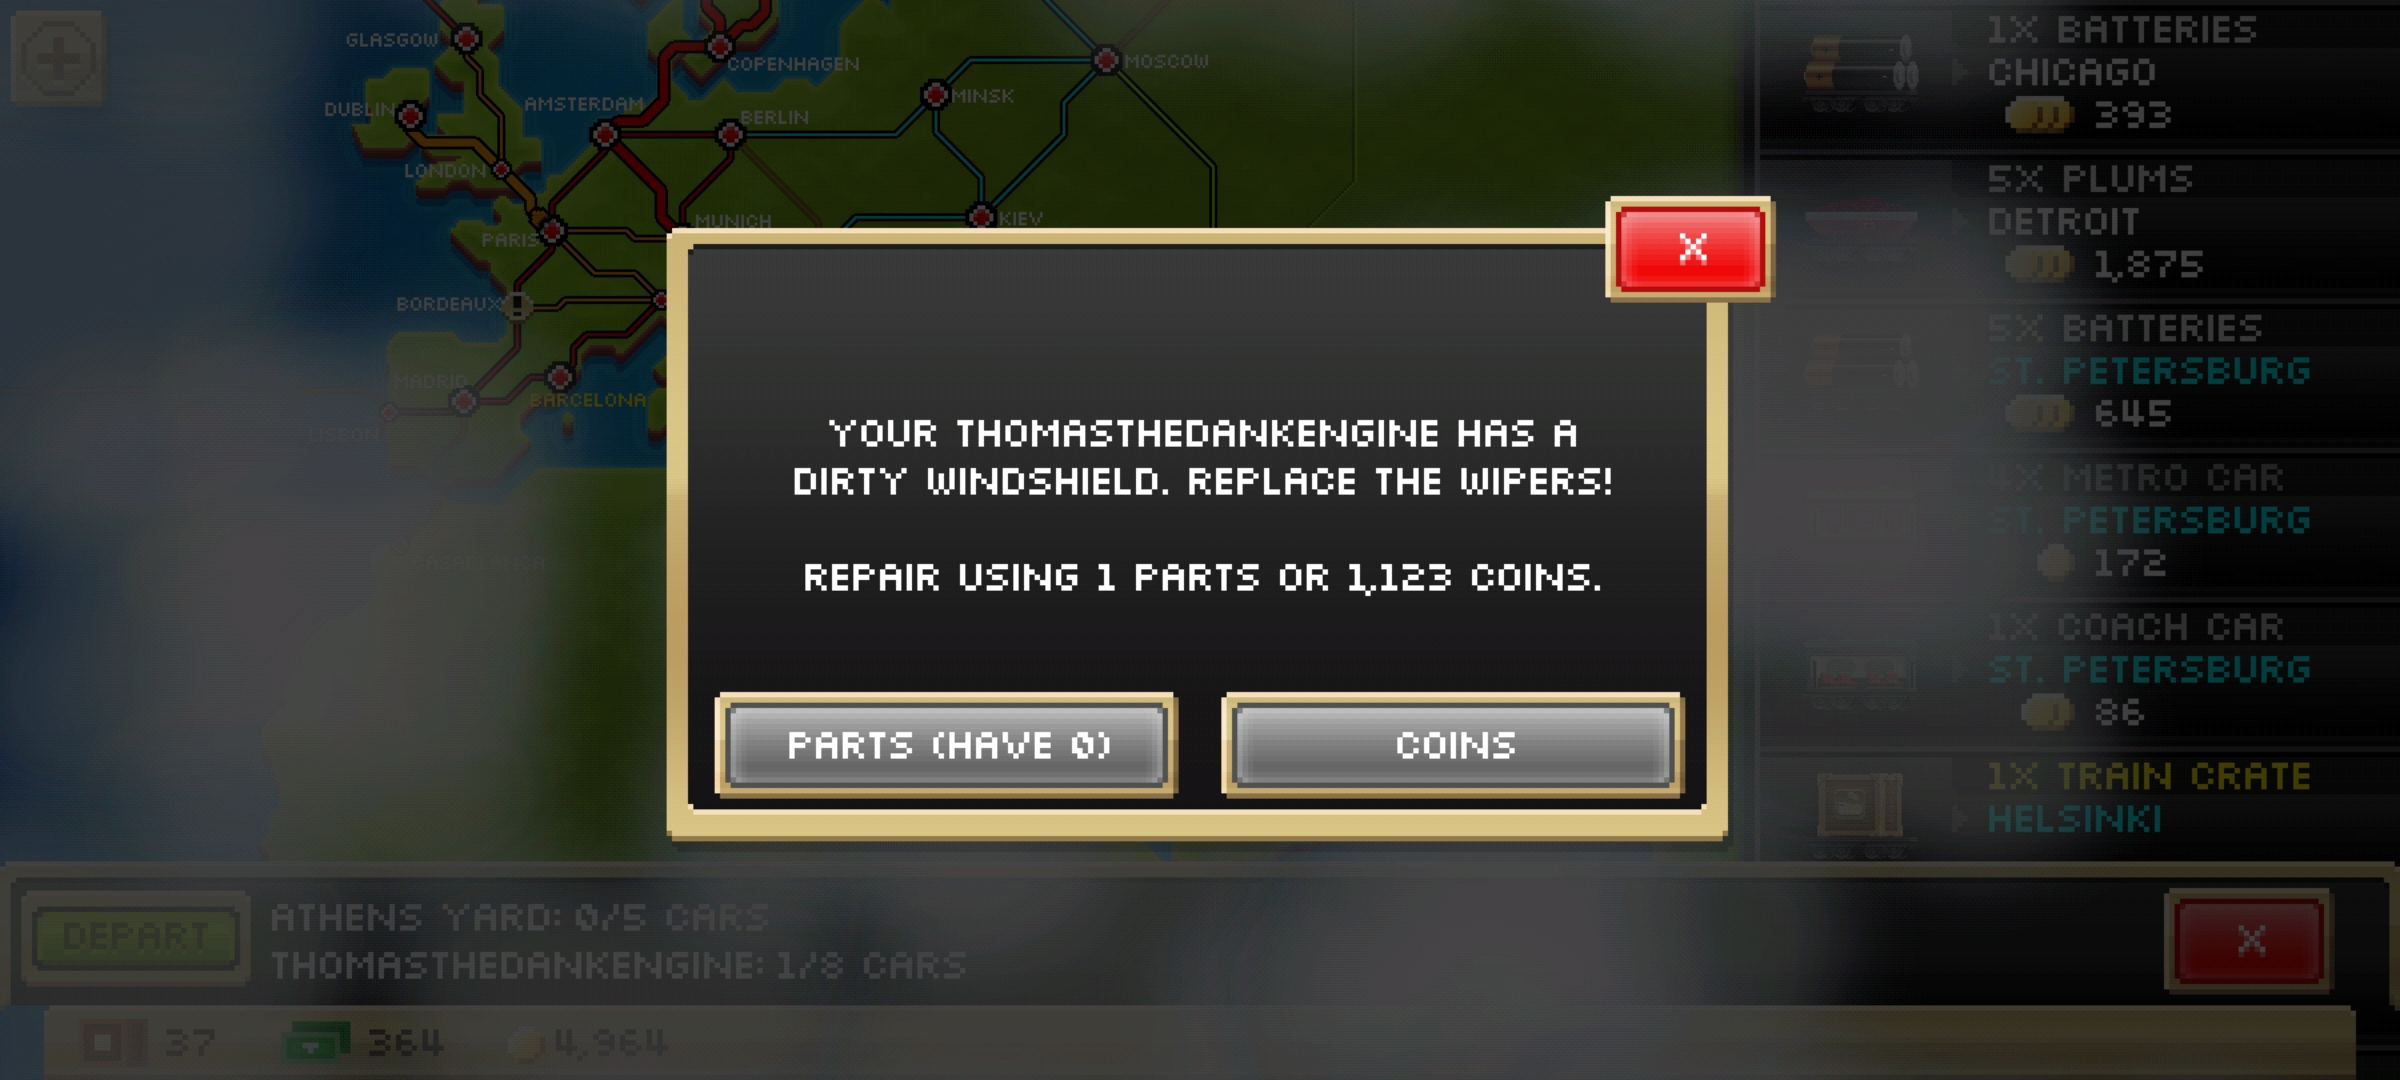 GLASGOW
COPENHAGEN
MOSCOW
DUBLIN
AMSTERDAM
BERLIN
MINSK
LONDON
MUNICH
KIEV
PARIS
BORDEAUX
MADRID
BARCELONA
LISBON
CASABLANCA
1X BATTERIES
CHICAGO
393
5X PLUMS
DETROIT
1,875
5X BATTERIES
ST. PETERSBURG
645
METRO CAR
ST. PETERSBURG
172
1X COACH CAR
ST. PETERSBURG
86
1X TRAIN CRATE
HELSINKI
X
YOUR THOMASTHEDANKENGINE HAS A
DIRTY WINDSHIELD. REPLACE THE WIPERS!
REPAIR USING 1 PARTS OR 1,123 COINS.
PARTS (HAVE 0)
COINS
DEPART
ATHENS YARD: 0/5 CARS
THOMASTHEDANKENGINE: 1/8 CARS
X
37
364
4,964